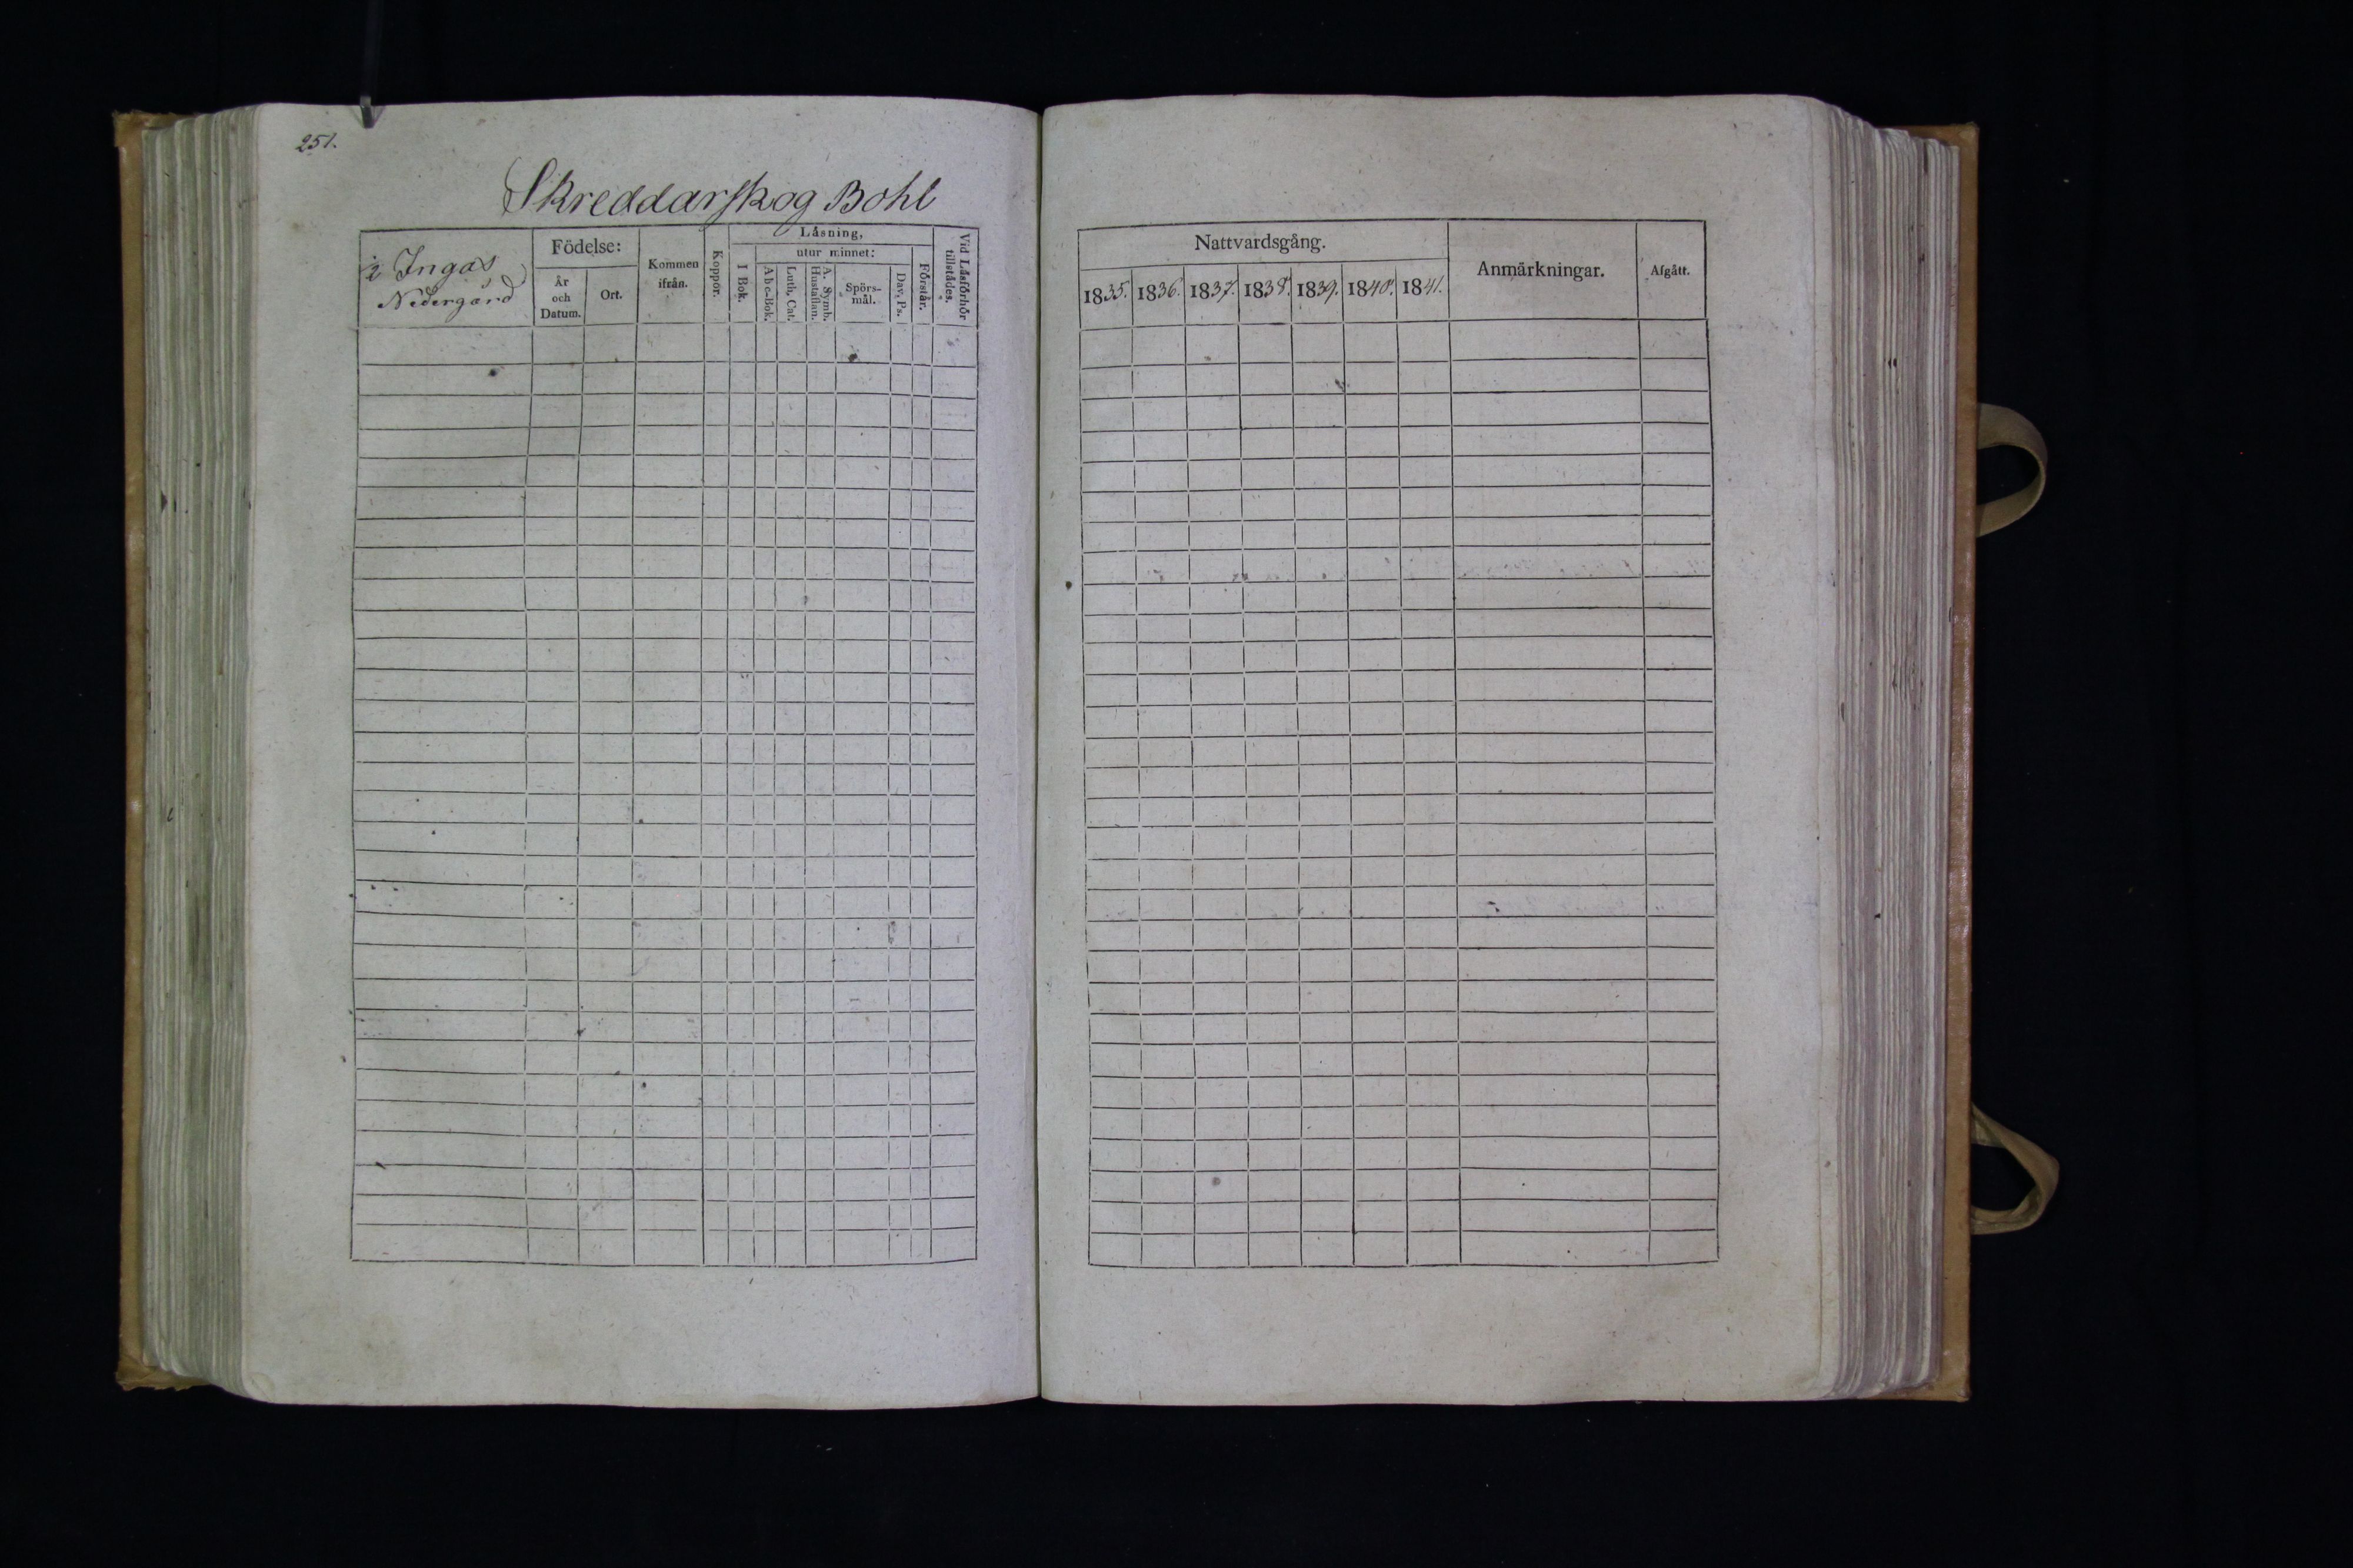 251.
Skreddarskog Bohl
i Ingas
Nedergård
Födelse:
År
och
Datum.
Ort.
Kommen
ifrån.
Koppor.
Läsning,
I Bok.
utur minnet:
A b c-Bok.
Luth. Cat.
A. Symb.
Hustaflan.
Spörs-
mål.
Dav. Ps.
Förstår.
Vid Läsförhör
tillstädes.
Nattvardsgång.
1835. 1836. 1837. 1838. 1839. 1840. 1841.
Anmärkningar.
Afgått.